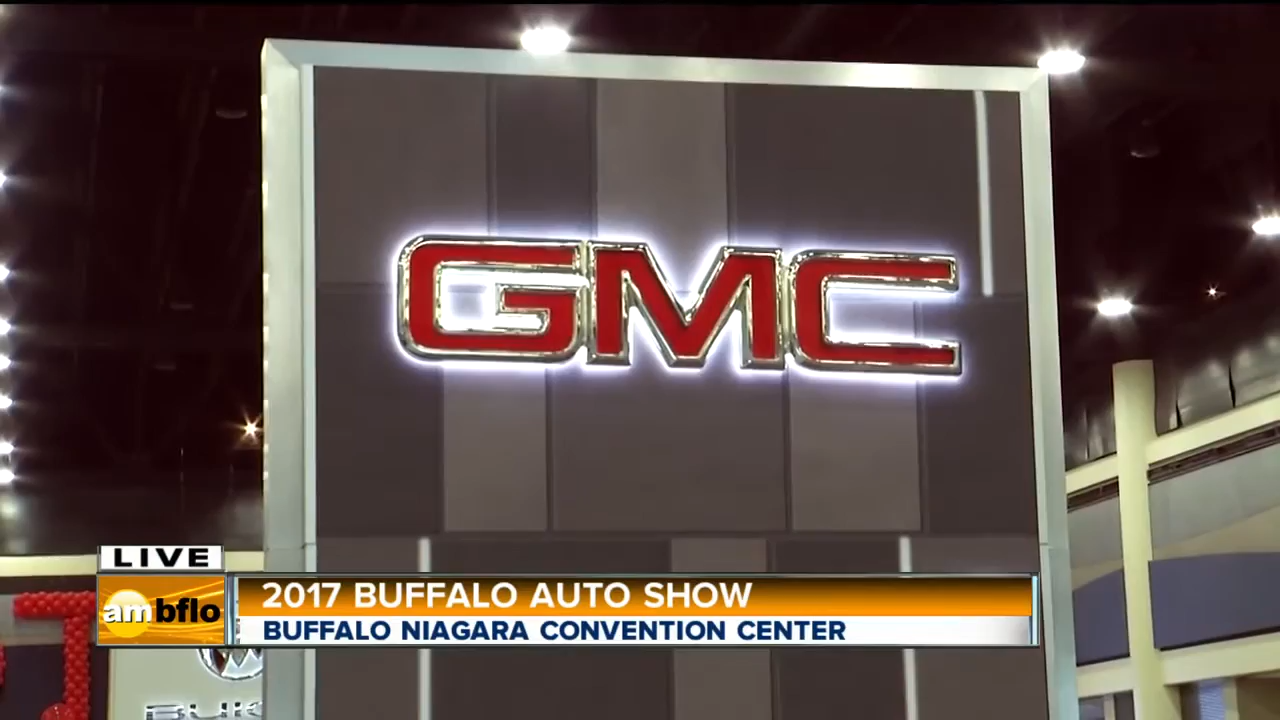 GMC
LIVE
ambflo
2017 BUFFALO AUTO SHOW
BUFFALO NIAGARA CONVENTION CENTER